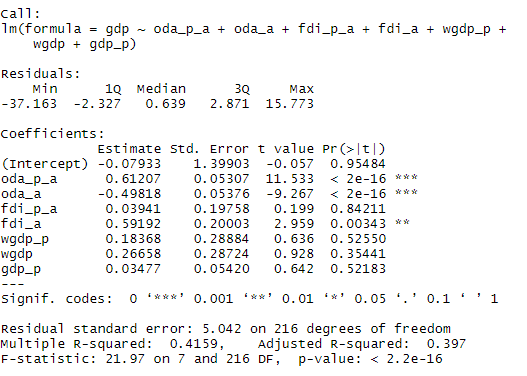 Call:
lm(formula = gdp ~ oda_p_a + oda_a + fdi_p_a + fdi_a + wgdp_p +
    wgdp + gdp_p)
Residuals:
    Min      1Q  Median      3Q     Max
-37.163  -2.327   0.639   2.871  15.773
Coefficients:
            Estimate Std. Error t value Pr(>|t|)
(Intercept) -0.07933    1.39903  -0.057  0.95484
oda_p_a      0.61207    0.05307  11.533  < 2e-16 ***
oda_a       -0.49818    0.05376  -9.267  < 2e-16 ***
fdi_p_a      0.03941    0.19758   0.199  0.84211
fdi_a        0.59192    0.20003   2.959  0.00343 **
wgdp_p       0.18368    0.28884   0.636  0.52550
wgdp         0.26658    0.28724   0.928  0.35441
gdp_p        0.03477    0.05420   0.642  0.52183
---
Signif. codes:  0 ‘***’ 0.001 ‘**’ 0.01 ‘*’ 0.05 ‘.’ 0.1 ‘ ’ 1
Residual standard error: 5.042 on 216 degrees of freedom
Multiple R-squared:  0.4159,    Adjusted R-squared:  0.397
F-statistic: 21.97 on 7 and 216 DF,  p-value: < 2.2e-16